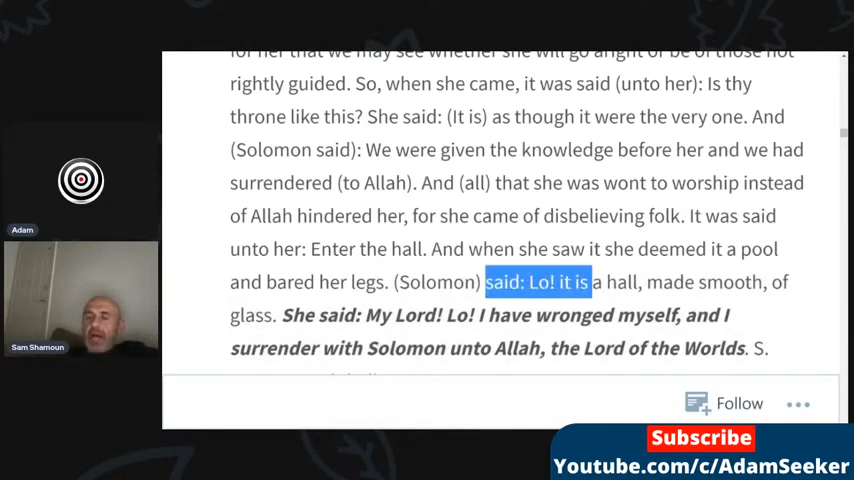 for her that we may see whether she will go aright or be of those not
rightly guided. So, when she came, it was said (unto her): Is thy
throne like this? She said: (It is) as though it were the very one. And
(Solomon said): We were given the knowledge before her and we had
surrendered (to Allah). And (all) that she was wont to worship instead
of Allah hindered her, for she came of disbelieving folk. It was said
unto her: Enter the hall. And when she saw it she deemed it a pool
and bared her legs. (Solomon) said: Lo! it is a hall, made smooth, of
glass. She said: My Lord! Lo! I have wronged myself, and I
surrender with Solomon unto Allah, the Lord of the Worlds. S.
Adam
Sam Shamoun
Follow
Subscribe
Youtube.com/c/AdamSeeker